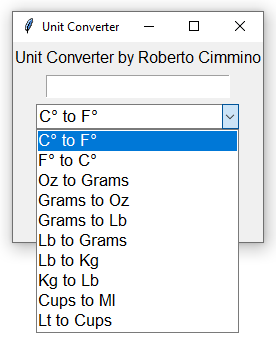 Unit Converter
Unit Converter by Roberto Cimmino
C° to F°
C° to F°
F° to C°
Oz to Grams
Grams to Oz
Grams to Lb
Lb to Grams
Lb to Kg
Kg to Lb
Cups to Ml
Lt to Cups